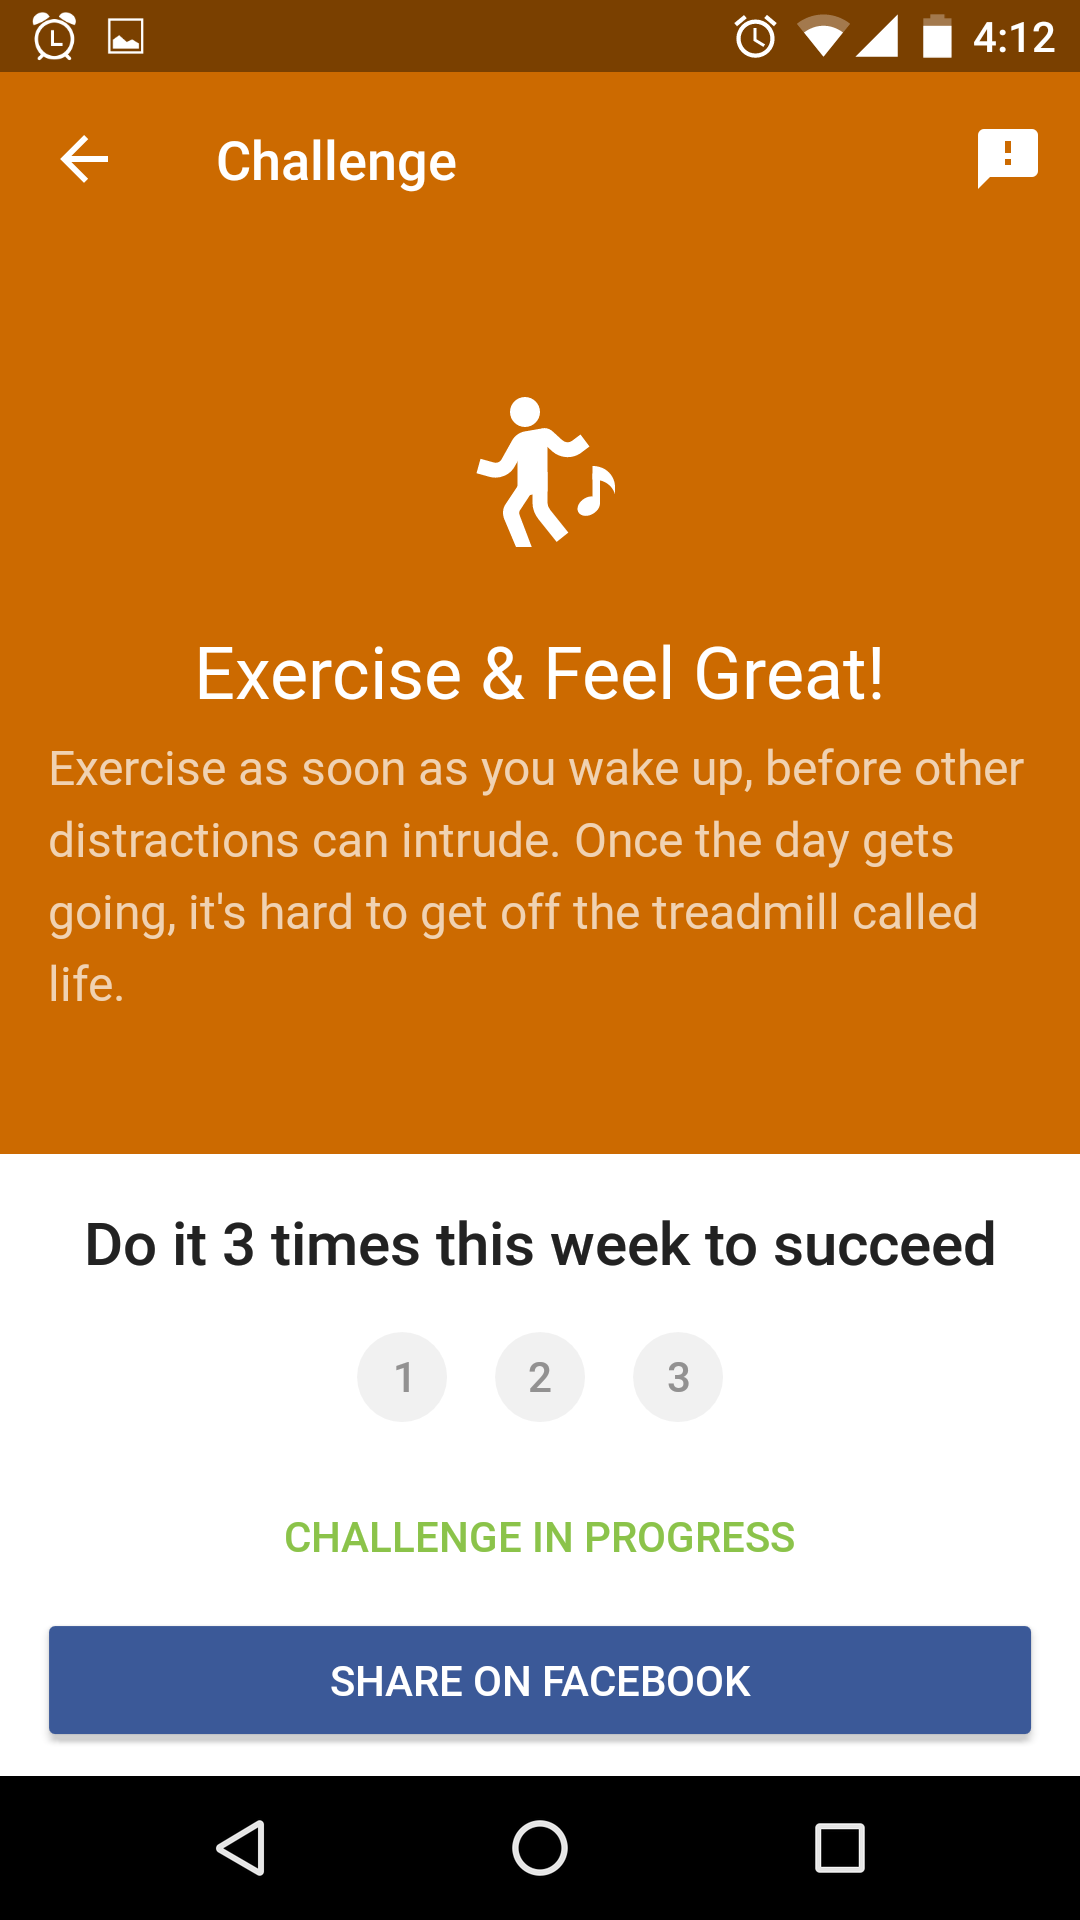 4:12
Challenge
Exercise & Feel Great!
Exercise as soon as you wake up, before other
distractions can intrude. Once the day gets
going, it's hard to get off the treadmill called
life.
Do it 3 times this week to succeed
1 2 3
CHALLENGE IN PROGRESS
SHARE ON FACEBOOK